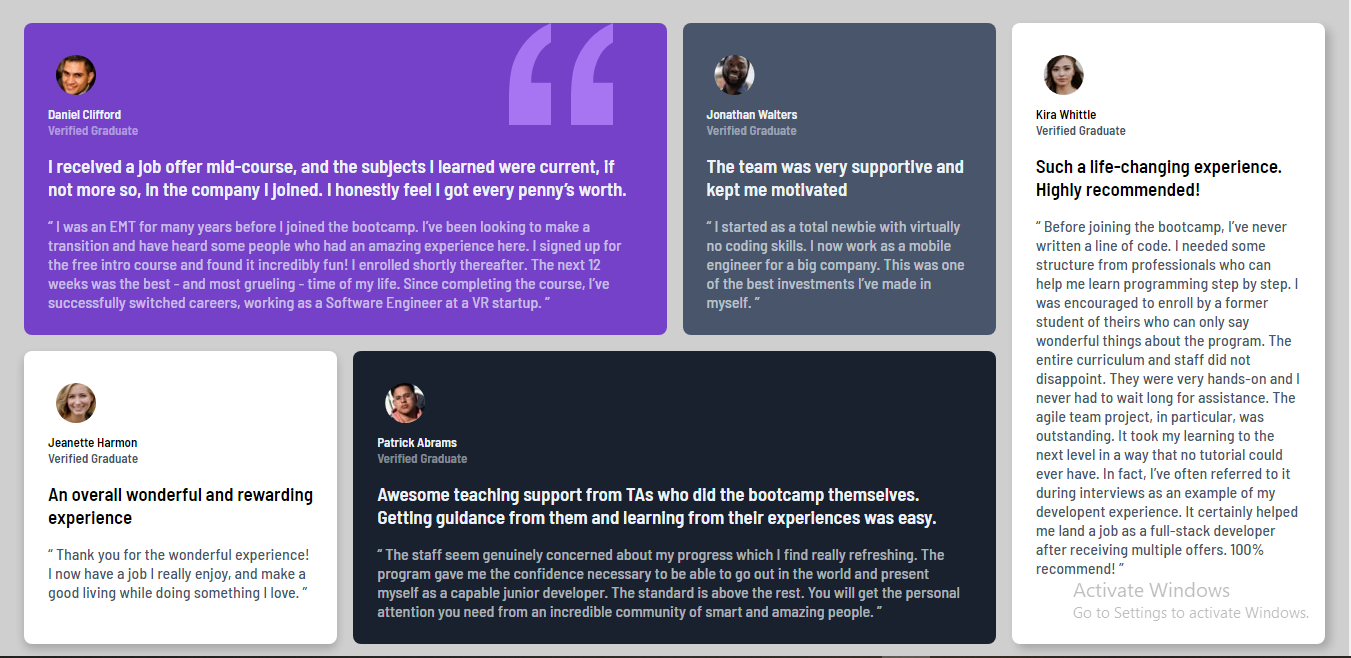 Daniel Clifford
Verified Graduate
I received a job offer mid-course, and the subjects I learned were current, if
not more so, in the company I joined. I honestly feel I got every penny’s worth.
“ I was an EMT for many years before I joined the bootcamp. I’ve been looking to make a
transition and have heard some people who had an amazing experience here. I signed up for
the free intro course and found it incredibly fun! I enrolled shortly thereafter. The next 12
weeks was the best - and most grueling - time of my life. Since completing the course, I’ve
successfully switched careers, working as a Software Engineer at a VR startup. ”
Jonathan Walters
Verified Graduate
The team was very supportive and
kept me motivated
“ I started as a total newbie with virtually
no coding skills. I now work as a mobile
engineer for a big company. This was one
of the best investments I’ve made in
myself. ”
Kira Whittle
Verified Graduate
Such a life-changing experience.
Highly recommended!
“ Before joining the bootcamp, I’ve never
written a line of code. I needed some
structure from professionals who can
help me learn programming step by step. I
was encouraged to enroll by a former
student of theirs who can only say
wonderful things about the program. The
entire curriculum and staff did not
disappoint. They were very hands-on and I
never had to wait long for assistance. The
agile team project, in particular, was
outstanding. It took my learning to the
next level in a way that no tutorial could
ever have. In fact, I’ve often referred to it
during interviews as an example of my
developent experience. It certainly helped
me land a job as a full-stack developer
after receiving multiple offers. 100%
recommend! ”
Jeanette Harmon
Verified Graduate
An overall wonderful and rewarding
experience
“ Thank you for the wonderful experience!
I now have a job I really enjoy, and make a
good living while doing something I love. ”
Patrick Abrams
Verified Graduate
Awesome teaching support from TAs who did the bootcamp themselves.
Getting guidance from them and learning from their experiences was easy.
“ The staff seem genuinely concerned about my progress which I find really refreshing. The
program gave me the confidence necessary to be able to go out in the world and present
myself as a capable junior developer. The standard is above the rest. You will get the personal
attention you need from an incredible community of smart and amazing people. ”
Activate Windows
Go to Settings to activate Windows.